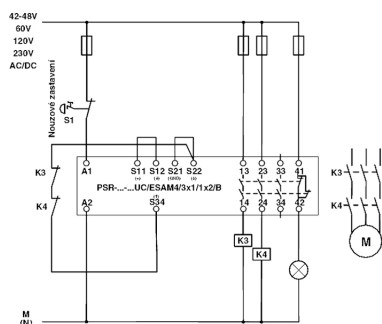 42-48V
60V
120V
230V
AC/DC
Nouzové zastavení
S1
K3
K4
A1 S11 S12 S21 S22 13 23 33 41
(+) (GND)
PSR-...-...UC/ESAM4/3x1/1x2/B
A2 S34 14 24 34 42
K3
K4
K3
K4
M
M
(N)